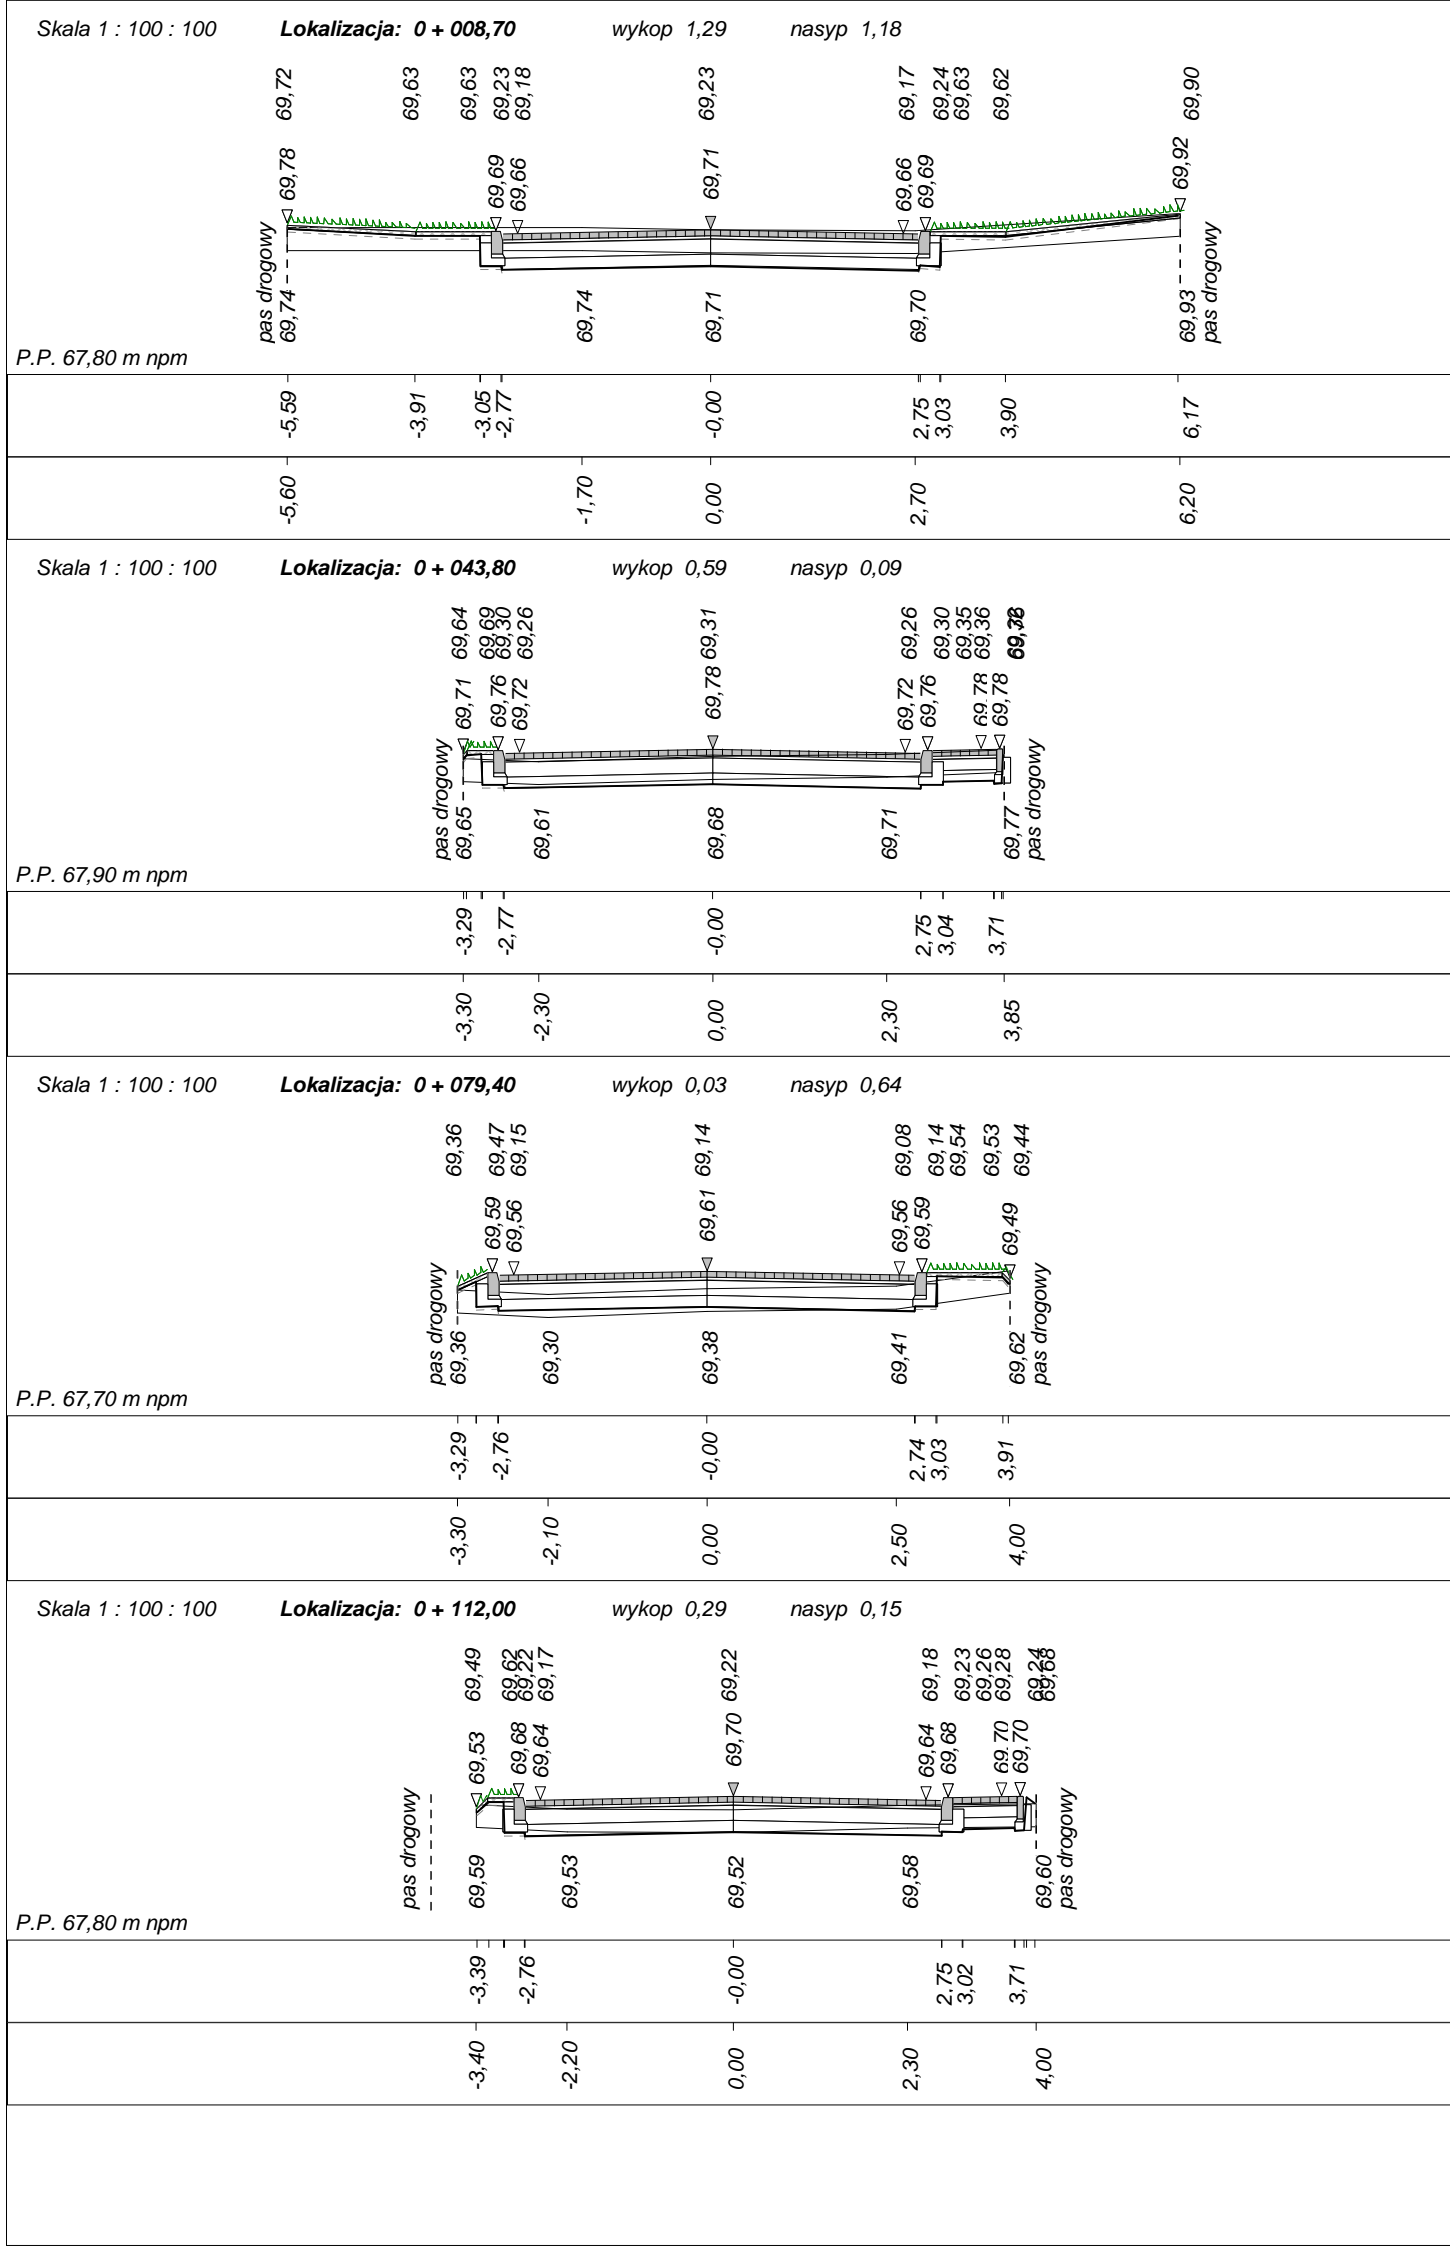 Skala 1 : 100 : 100 Lokalizacja: 0 + 008,70 wykop 1,29 nasyp 1,18
69,72 69,63 69,63 69,23 69,18 69,23 69,17 69,24 69,63 69,62 69,90
69,78 69,69 69,66 69,71 69,66 69,69 69,92
pas drogowy 69,74 69,74 69,71 69,70 69,93 pas drogowy
P.P. 67,80 m npm
-5,59 -3,91 -3,05 -2,77 -0,00 2,75 3,03 3,90 6,17
-5,60 -1,70 0,00 2,70 6,20
Skala 1 : 100 : 100 Lokalizacja: 0 + 043,80 wykop 0,59 nasyp 0,09
69,64 69,69 69,30 69,26 69,31 69,26 69,30 69,35 69,36
69,71 69,76 69,72 69,78 69,72 69,76 69,78 69,78
pas drogowy 69,65 69,61 69,68 69,71 69,77 pas drogowy
P.P. 67,90 m npm
-3,29 -2,77 -0,00 2,75 3,04 3,71
-3,30 -2,30 0,00 2,30 3,85
Skala 1 : 100 : 100 Lokalizacja: 0 + 079,40 wykop 0,03 nasyp 0,64
69,36 69,47 69,15 69,14 69,08 69,14 69,54 69,53 69,44
69,59 69,56 69,61 69,56 69,59 69,49
pas drogowy 69,36 69,30 69,38 69,41 69,62 pas drogowy
P.P. 67,70 m npm
-3,29 -2,76 -0,00 2,74 3,03 3,91
-3,30 -2,10 0,00 2,50 4,00
Skala 1 : 100 : 100 Lokalizacja: 0 + 112,00 wykop 0,29 nasyp 0,15
69,49 69,62 69,22 69,17 69,22 69,18 69,23 69,26 69,28 69,24 69,68
69,53 69,68 69,64 69,70 69,64 69,68 69,70 69,70
pas drogowy 69,59 69,53 69,52 69,58 69,60 pas drogowy
P.P. 67,80 m npm
-3,39 -2,76 -0,00 2,75 3,02 3,71
-3,40 -2,20 0,00 2,30 4,00